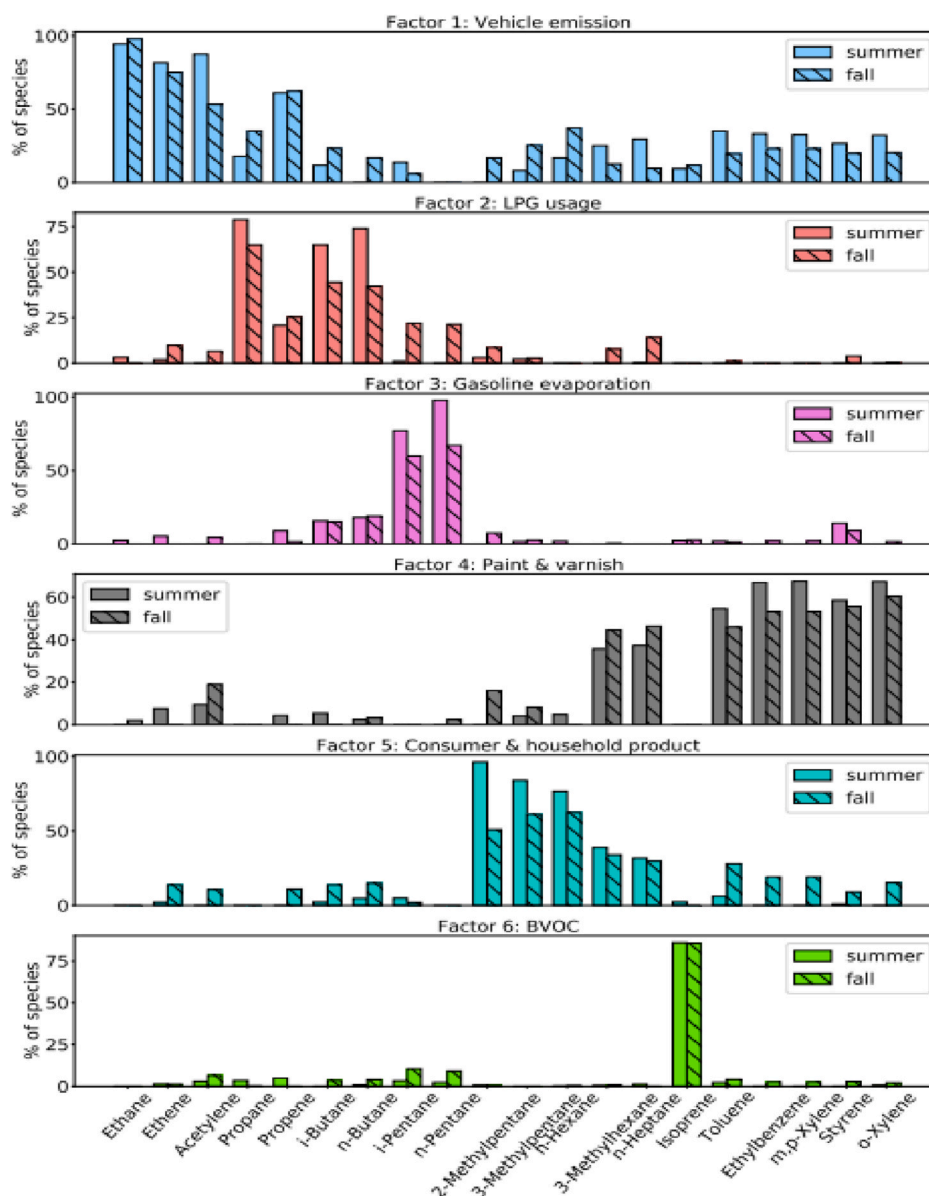 Factor 1: Vehicle emission
100
50
0
% of species
summer
fall
Factor 2: LPG usage
75
50
25
0
% of species
summer
fall
Factor 3: Gasoline evaporation
100
50
0
% of species
summer
fall
Factor 4: Paint & varnish
60
40
20
0
% of species
summer
fall
Factor 5: Consumer & household product
100
50
0
% of species
summer
fall
Factor 6: BVOC
75
50
25
0
% of species
summer
fall
Ethane
Ethene
Acetylene
Propane
Propene
i-Butane
n-Butane
i-Pentane
n-Pentane
2-Methylpentane
3-Methylpentane
n-Hexane
3-Methylhexane
n-Heptane
Isoprene
Toluene
Ethylbenzene
m,p-Xylene
Styrene
o-Xylene